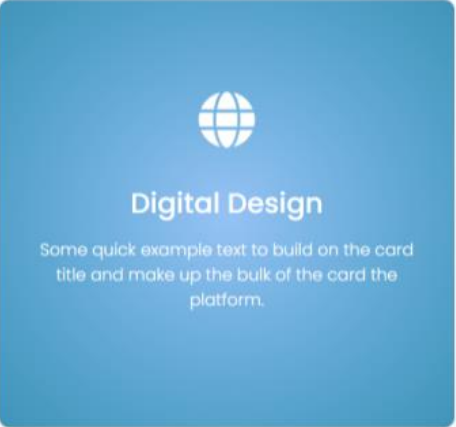 Digital Design
Some quick example text to build on the card
title and make up the bulk of the card the
platform.